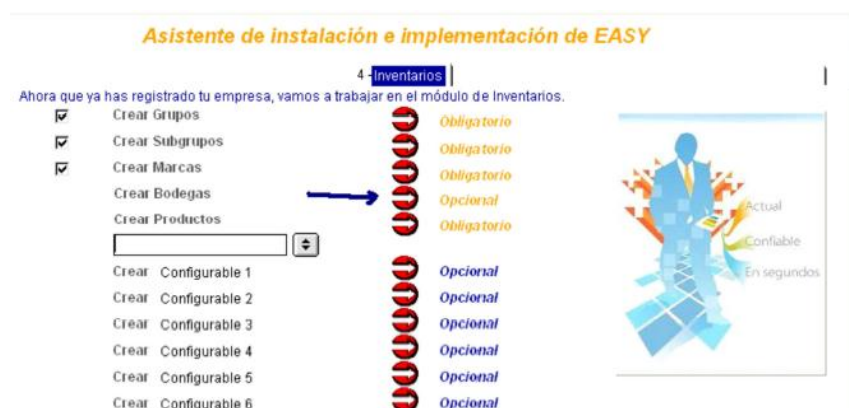 Asistente de instalación e implementación de EASY
4 - Inventarios
Ahora que ya has registrado tu empresa, vamos a trabajar en el módulo de Inventarios.
Crear Grupos Obligatorio
Crear Subgrupos Obligatorio
Crear Marcas Obligatorio
Crear Bodegas Opcional
Crear Productos Obligatorio
Crear Configurable 1 Opcional
Crear Configurable 2 Opcional
Crear Configurable 3 Opcional
Crear Configurable 4 Opcional
Crear Configurable 5 Opcional
Crear Configurable 6 Opcional
Actual
Confiable
En segundos